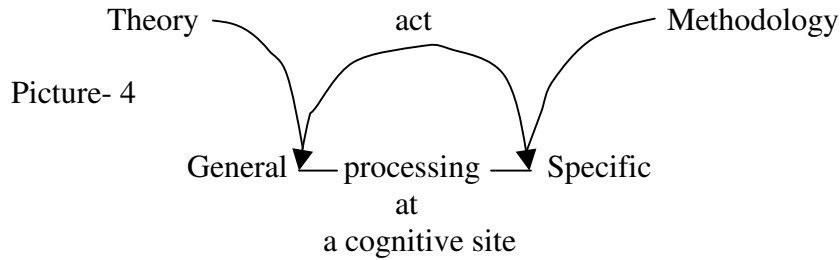 Theory act Methodology
Picture- 4
General processing Specific
at
a cognitive site